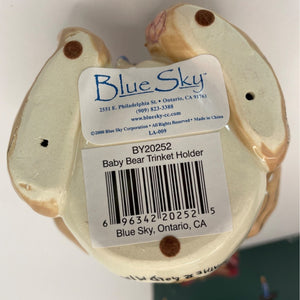 Blue Sky
2551 E. Philadelphia St. • Ontario, CA 91761
(909) 823-3388
www.bluesky-cc.com
©2000 Blue Sky Corporation • All Rights Reserved • Made in China
LA-009
BY20252
Baby Bear Trinket Holder
6 96342 20252 5
Blue Sky, Ontario, CA